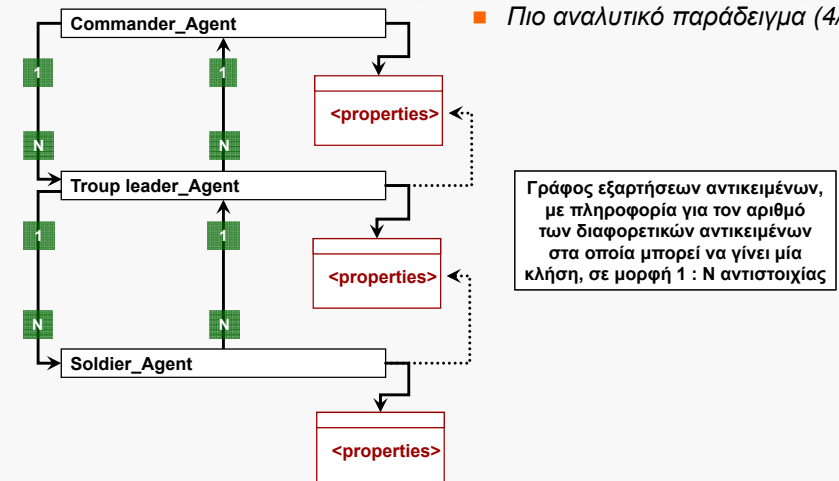 Commander_Agent
Πιο αναλυτικό παράδειγμα (4/
1
1
<properties>
N
N
Troup leader_Agent
Γράφος εξαρτήσεων αντικειμένων,
με πληροφορία για τον αριθμό
των διαφορετικών αντικειμένων
στα οποία μπορεί να γίνει μία
κλήση, σε μορφή 1 : N αντιστοιχίας
1
1
<properties>
N
N
Soldier_Agent
<properties>